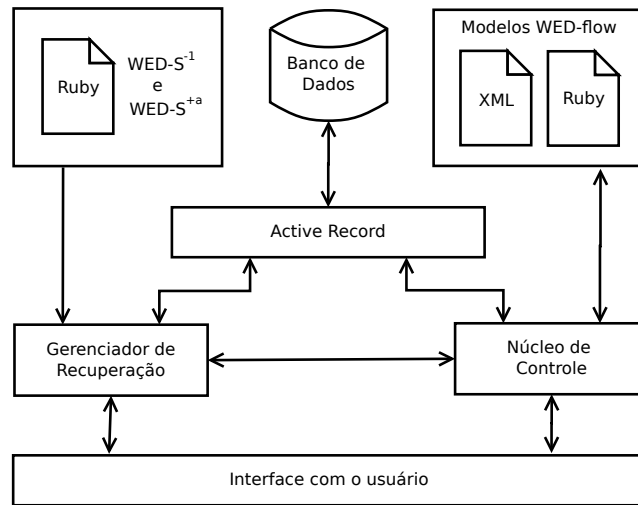 Ruby
WED-S-1
e
WED-S+a
Banco de
Dados
Modelos WED-flow
XML
Ruby
Active Record
Gerenciador de
Recuperação
Núcleo de
Controle
Interface com o usuário